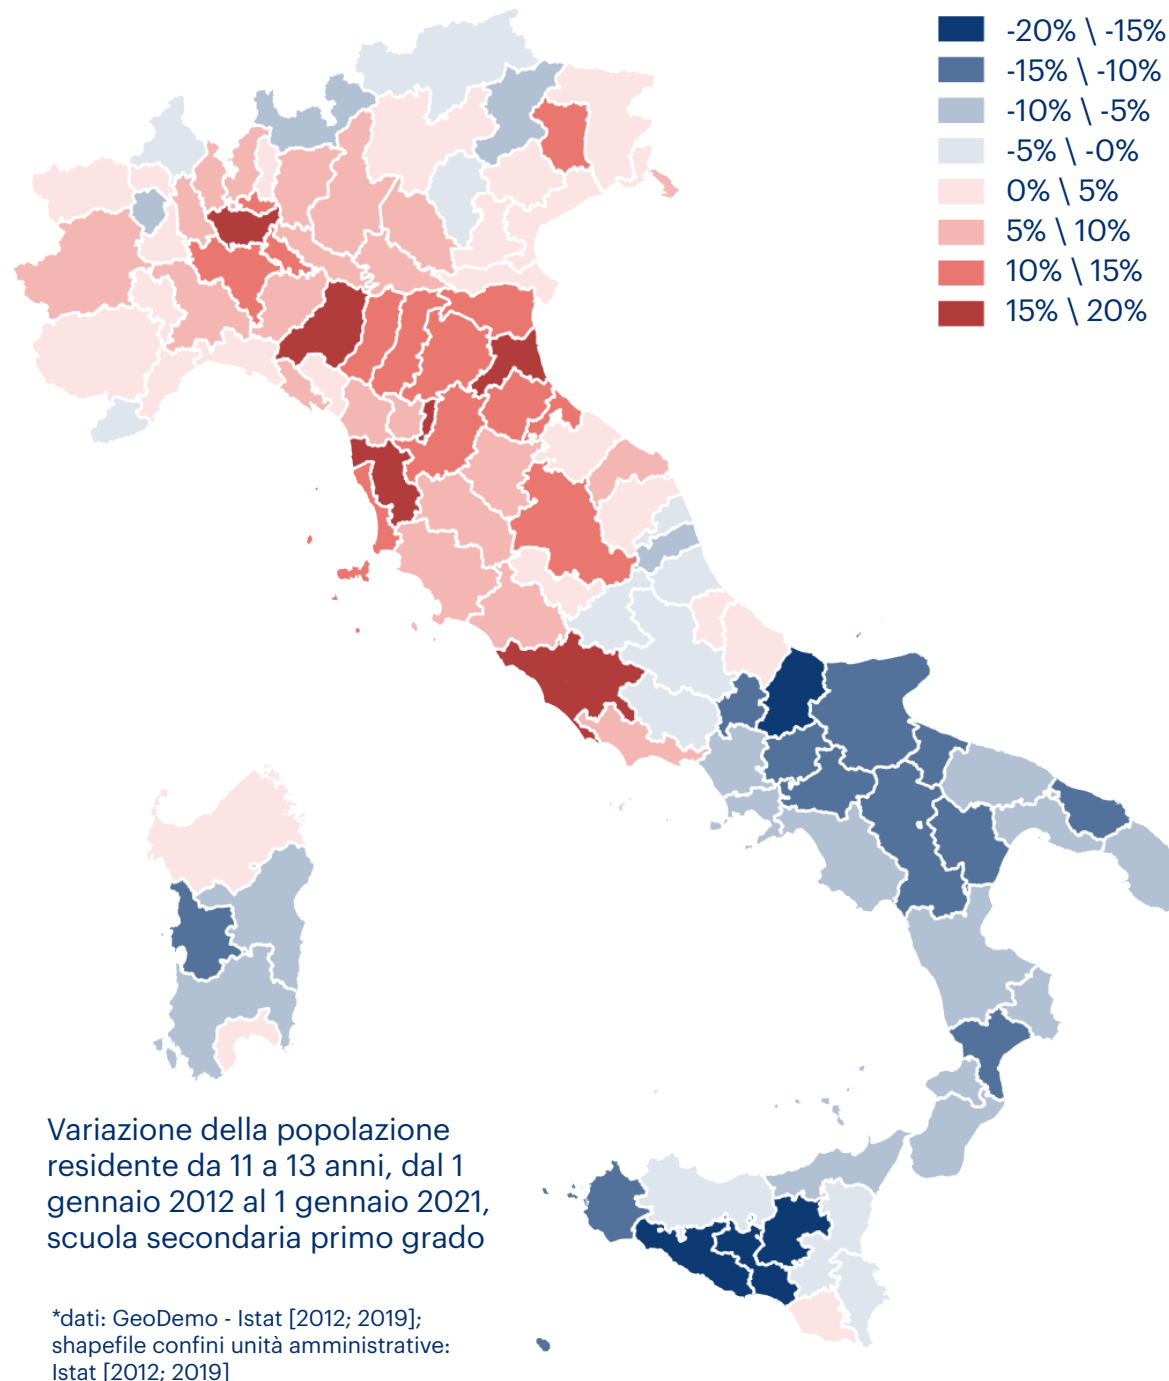 -20% \ -15%
-15% \ -10%
-10% \ -5%
-5% \ -0%
0% \ 5%
5% \ 10%
10% \ 15%
15% \ 20%
Variazione della popolazione
residente da 11 a 13 anni, dal 1
gennaio 2012 al 1 gennaio 2021,
scuola secondaria primo grado
*dati: GeoDemo - Istat [2012; 2019];
shapefile confini unità amministrative:
Istat [2012; 2019]